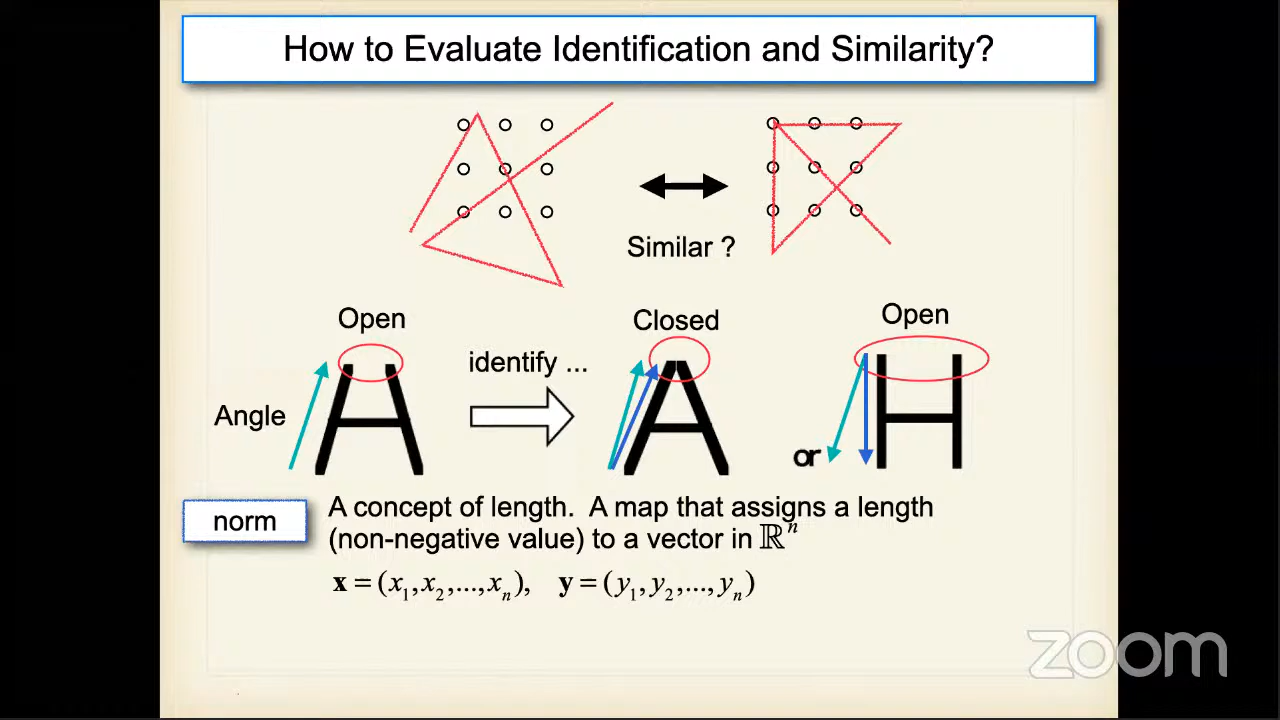 How to Evaluate Identification and Similarity?
Similar ?
Open
Closed
Open
identify ...
Angle
or
norm
A concept of length. A map that assigns a length
(non-negative value) to a vector in ℝⁿ
x = (x₁,x₂,...,xₙ), y = (y₁,y₂,...,yₙ)
zoom